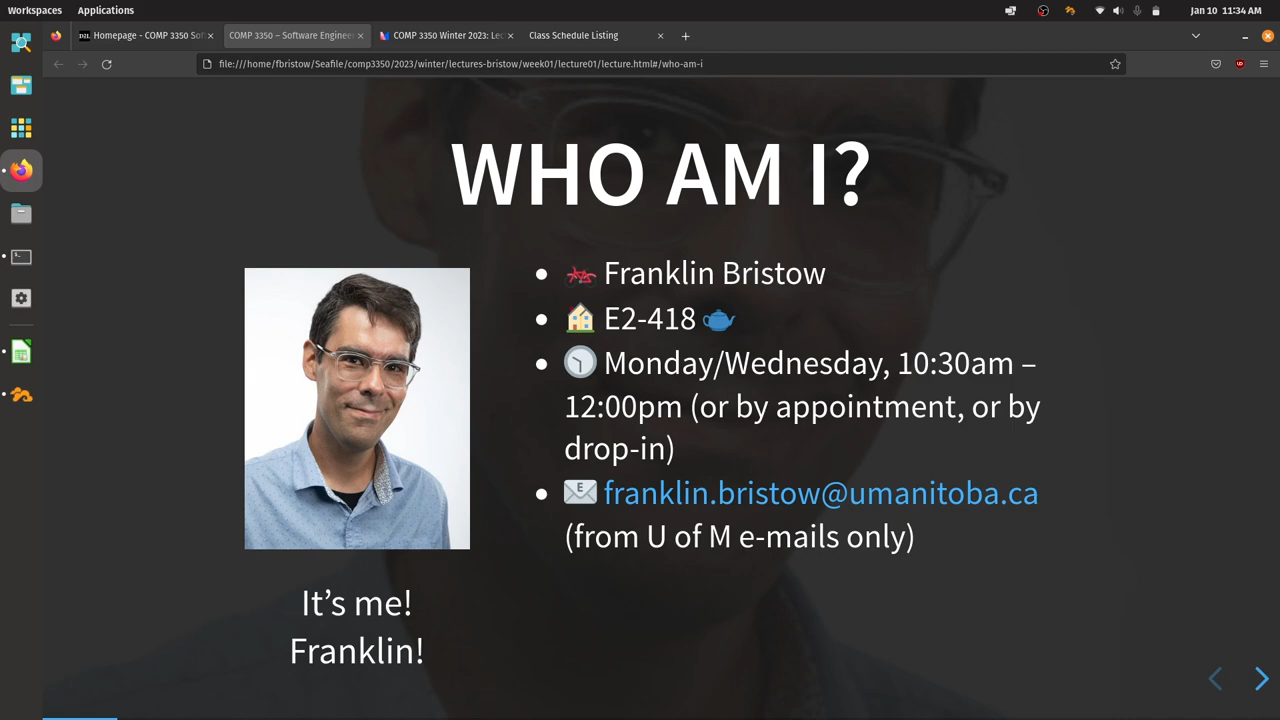 Workspaces Applications
Jan 10 11:34 AM
Homepage - COMP 3350 Sof
COMP 3350 – Software Enginee
COMP 3350 Winter 2023: Lec
Class Schedule Listing
file:///home/fbristow/Seafile/comp3350/2023/winter/lectures-bristow/week01/lecture01/lecture.html#/who-am-i
WHO AM I?
Franklin Bristow
E2-418
Monday/Wednesday, 10:30am –
12:00pm (or by appointment, or by
drop-in)
franklin.bristow@umanitoba.ca
(from U of M e-mails only)
It’s me!
Franklin!